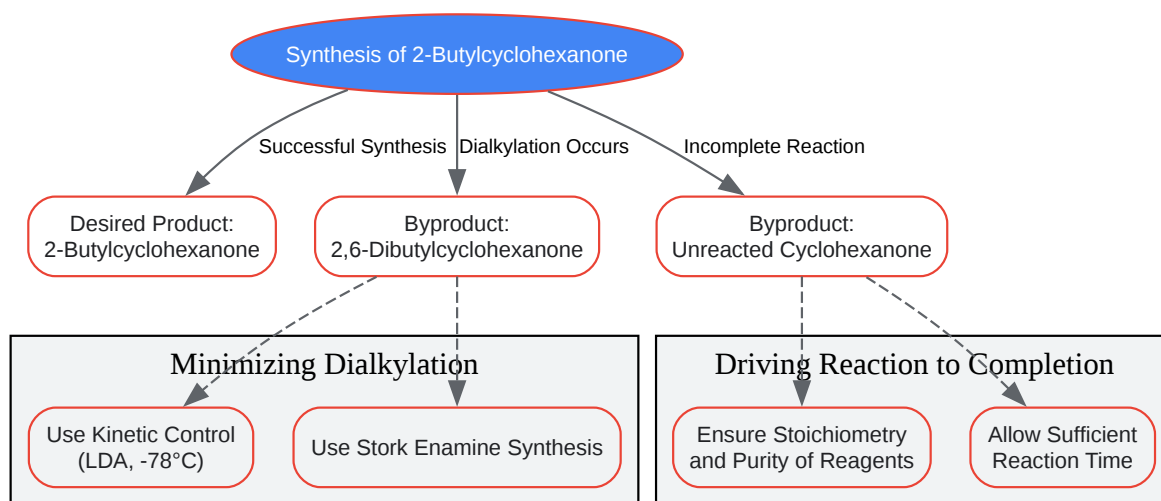 Synthesis of 2-Butylcyclohexanone
Successful Synthesis
Dialkylation Occurs
Incomplete Reaction
Desired Product:
2-Butylcyclohexanone
Byproduct:
2,6-Dibutylcyclohexanone
Byproduct:
Unreacted Cyclohexanone
Minimizing Dialkylation
Driving Reaction to Completion
Use Kinetic Control
(LDA, -78°C)
Use Stork Enamine Synthesis
Ensure Stoichiometry
and Purity of Reagents
Allow Sufficient
Reaction Time